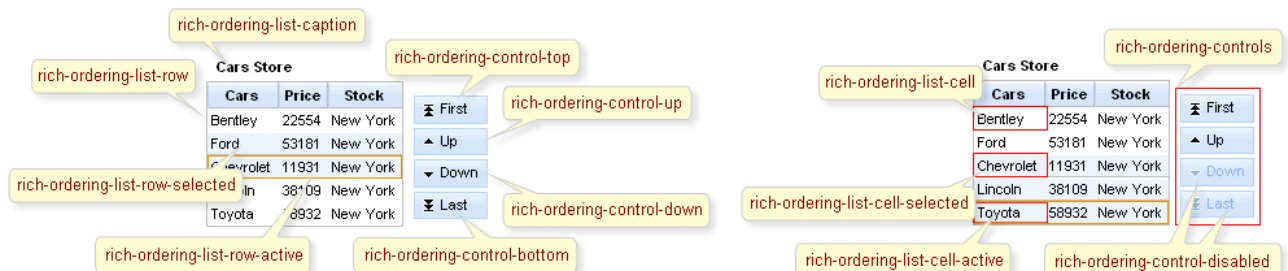 rich-ordering-list-caption
rich-ordering-list-row
Cars Store
rich-ordering-control-top
Cars Price Stock
Bentley 22554 New York
Ford 53181 New York
Chevrolet 11931 New York
38109 New York
Toyota New York
First
Up
Down
Last
rich-ordering-control-up
rich-ordering-list-row-selected
rich-ordering-control-down
rich-ordering-list-row-active
rich-ordering-control-bottom
rich-ordering-controls
Cars Store
rich-ordering-list-cell
Cars Price Stock
Bentley 22554 New York
Ford 53181 New York
Chevrolet 11931 New York
Lincoln 38109 New York
Toyota 58932 New York
First
Up
Down
Last
rich-ordering-list-cell-selected
rich-ordering-list-cell-active
rich-ordering-control-disabled